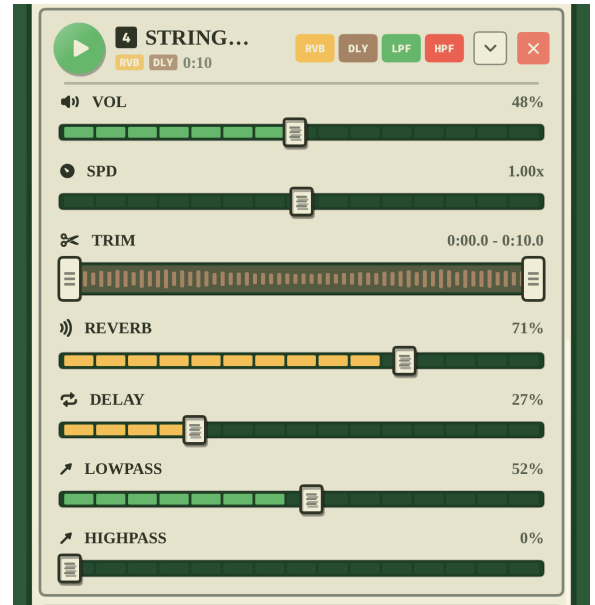 4 STRING...
RVB DLY 0:10
RVB DLY LPF HPF
VOL 48%
SPD 1.00x
TRIM 0:00.0 - 0:10.0
REVERB 71%
DELAY 27%
LOWPASS 52%
HIGHPASS 0%